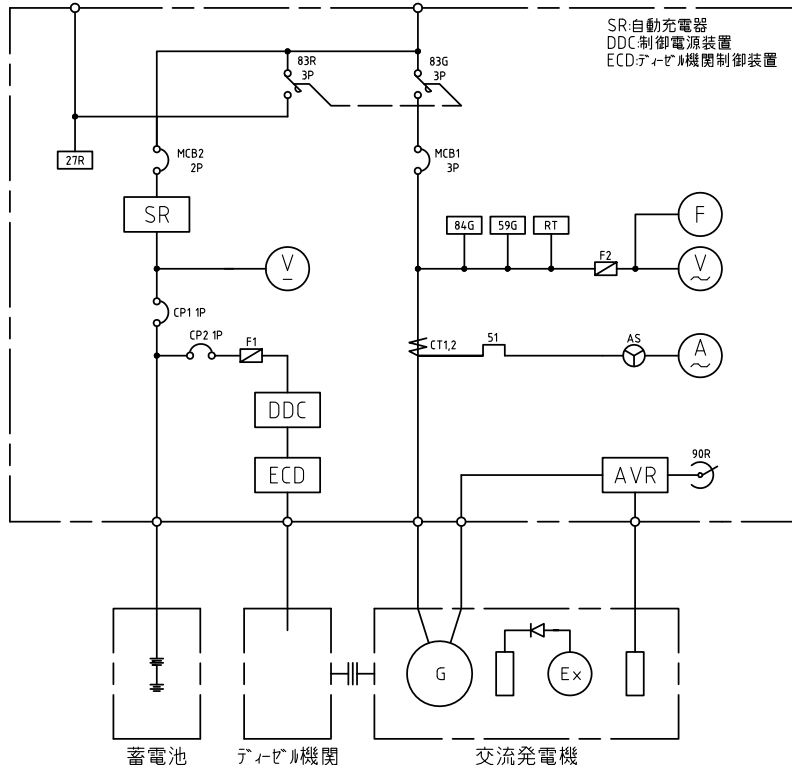 SR:自動充電器
DDC:制御電源装置
ECD:ディーゼル機関制御装置
83R
3P
83G
3P
27R
MCB2
2P
MCB1
3P
SR
84G
59G
RT
F
V
F2
V
CP1 1P
CP2 1P
F1
CT1,2
51
AS
A
DDC
ECD
AVR
90R
G
Ex
蓄電池
ディーゼル機関
交流発電機